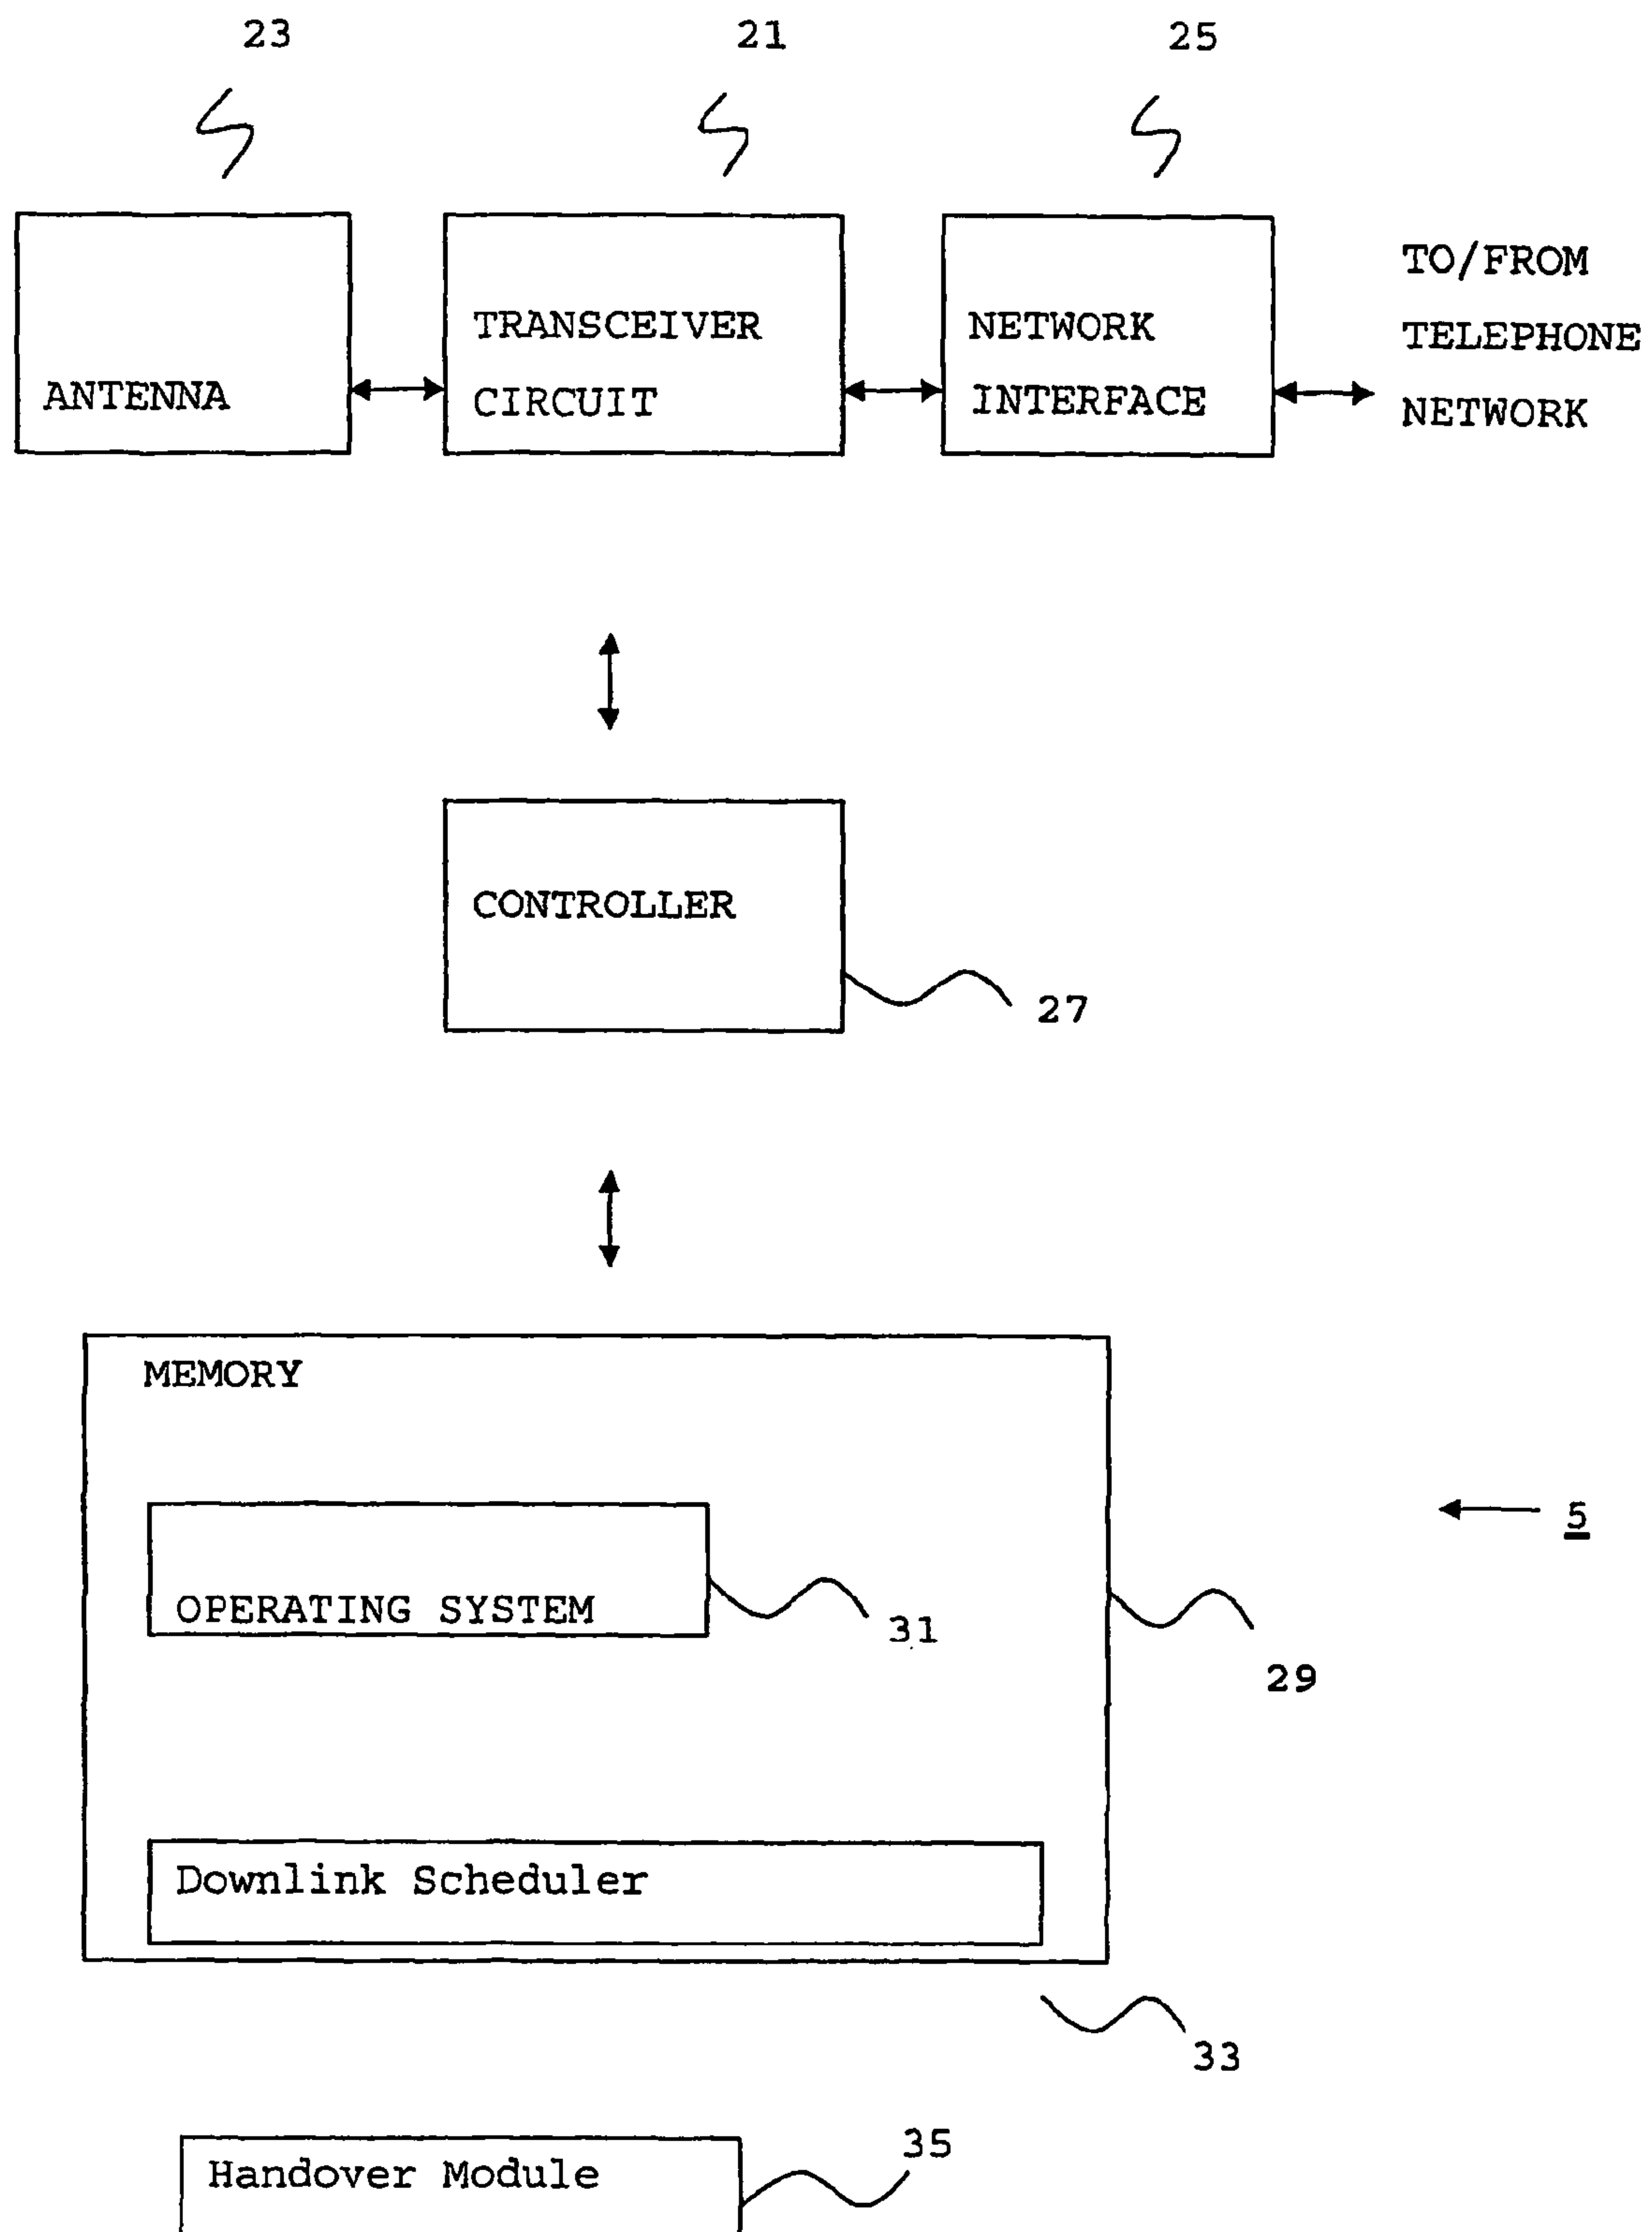 23 21 25
TO/FROM
TRANSCEIVER NETWORK
TELEPHONE
ANTENNA CIRCUIT INTERFACE
NETWORK
CONTROLLER
27
MEMORY
5
OPERATING SYSTEM
31
29
Downlink Scheduler
33
35
Handover Module